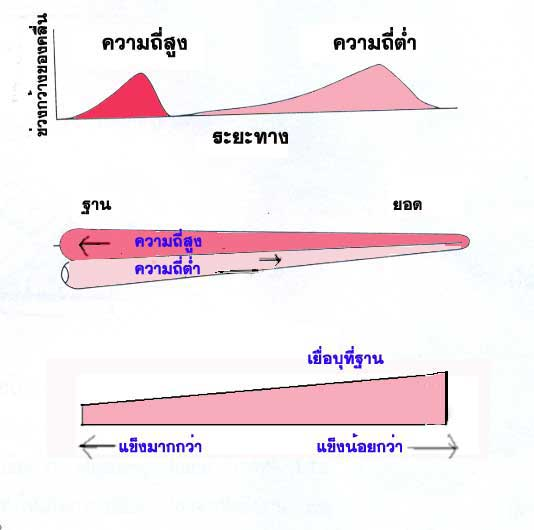 ความถี่สูง
ความถี่ต่ำ
ช่วงกว้างของคลื่น
ระยะทาง
ฐาน
ยอด
ความถี่สูง
ความถี่ต่ำ
เยื่อบุที่ฐาน
แข็งมากกว่า
แข็งน้อยกว่า